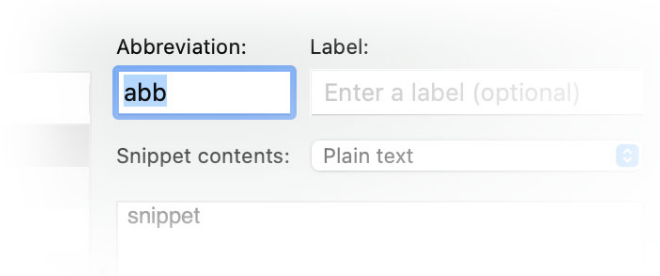 Abbreviation: Label:
abb Enter a label (optional)
Snippet contents: Plain text
snippet